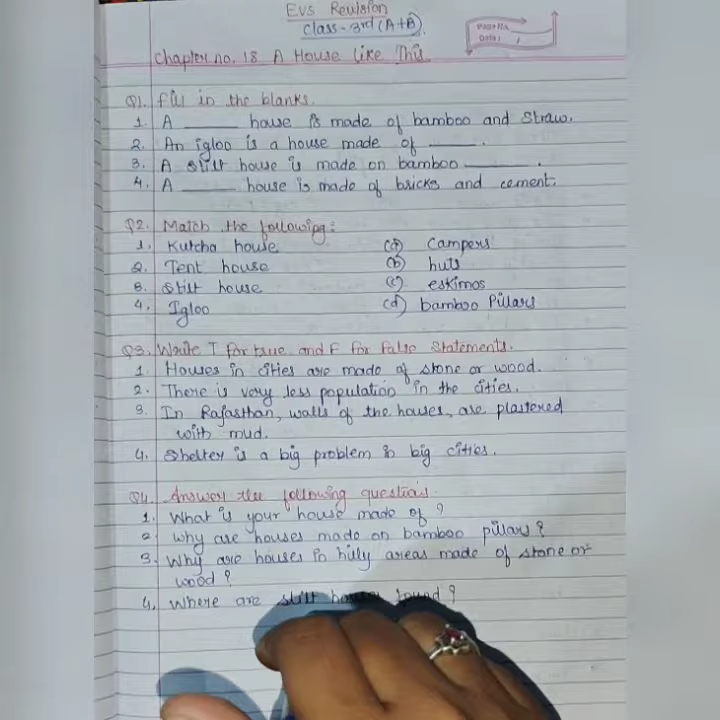 Evs Revision
Class-3rd (A+B)
Page No.
Date: /
Chapter no. 18 A House Like This
Q1. Fill in the blanks.
1. A ______ house is made of bamboo and straw.
2. An igloo is a house made of ______.
3. A stilt house is made on bamboo ______.
4. A ______ house is made of bricks and cement.
Q2. Match the following:
1. Kutcha house (a) campers
2. Tent house (b) huts
3. Stilt house (c) eskimos
4. Igloo (d) bamboo Pillars
Q3. Write T for true and F for false statements.
1. Houses in cities are made of stone or wood.
2. There is very less population in the cities.
3. In Rajasthan, walls of the houses, are plastered
with mud.
4. Shelter is a big problem in big cities.
Q4. Answer the following questions.
1. What is your house made of?
2. Why are houses made on bamboo pillars?
3. Why are houses in hilly areas made of stone or
wood?
4. Where are stilt houses found?